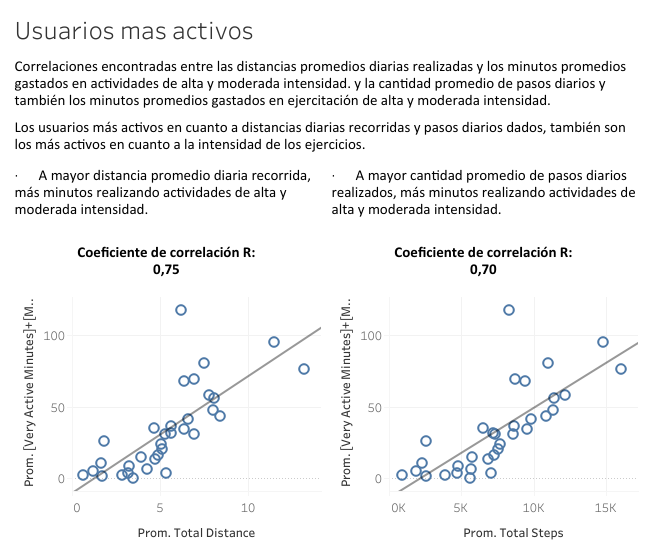 Usuarios mas activos
Correlaciones encontradas entre las distancias promedios diarias realizadas y los minutos promedios
gastados en actividades de alta y moderada intensidad. y la cantidad promedio de pasos diarios y
también los minutos promedios gastados en ejercitación de alta y moderada intensidad.
Los usuarios más activos en cuanto a distancias diarias recorridas y pasos diarios dados, también son
los más activos en cuanto a la intensidad de los ejercicios.
· A mayor distancia promedio diaria recorrida,
más minutos realizando actividades de alta y
moderada intensidad.
· A mayor cantidad promedio de pasos diarios
realizados, más minutos realizando actividades de
alta y moderada intensidad.
Coeficiente de correlación R:
0,75
Coeficiente de correlación R:
0,70
Prom. [Very Active Minutes]+[M..
100
50
0
0 5 10
Prom. Total Distance
Prom. [Very Active Minutes]+[M..
100
50
0
0K 5K 10K 15K
Prom. Total Steps